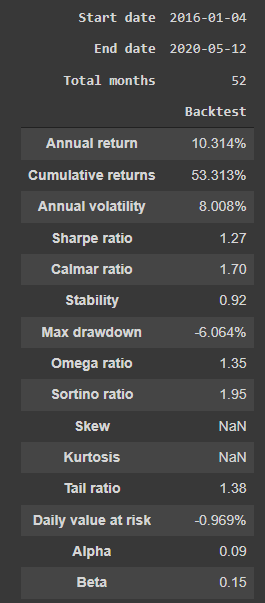 Start date 2016-01-04
End date 2020-05-12
Total months 52
Backtest
Annual return 10.314%
Cumulative returns 53.313%
Annual volatility 8.008%
Sharpe ratio 1.27
Calmar ratio 1.70
Stability 0.92
Max drawdown -6.064%
Omega ratio 1.35
Sortino ratio 1.95
Skew NaN
Kurtosis NaN
Tail ratio 1.38
Daily value at risk -0.969%
Alpha 0.09
Beta 0.15